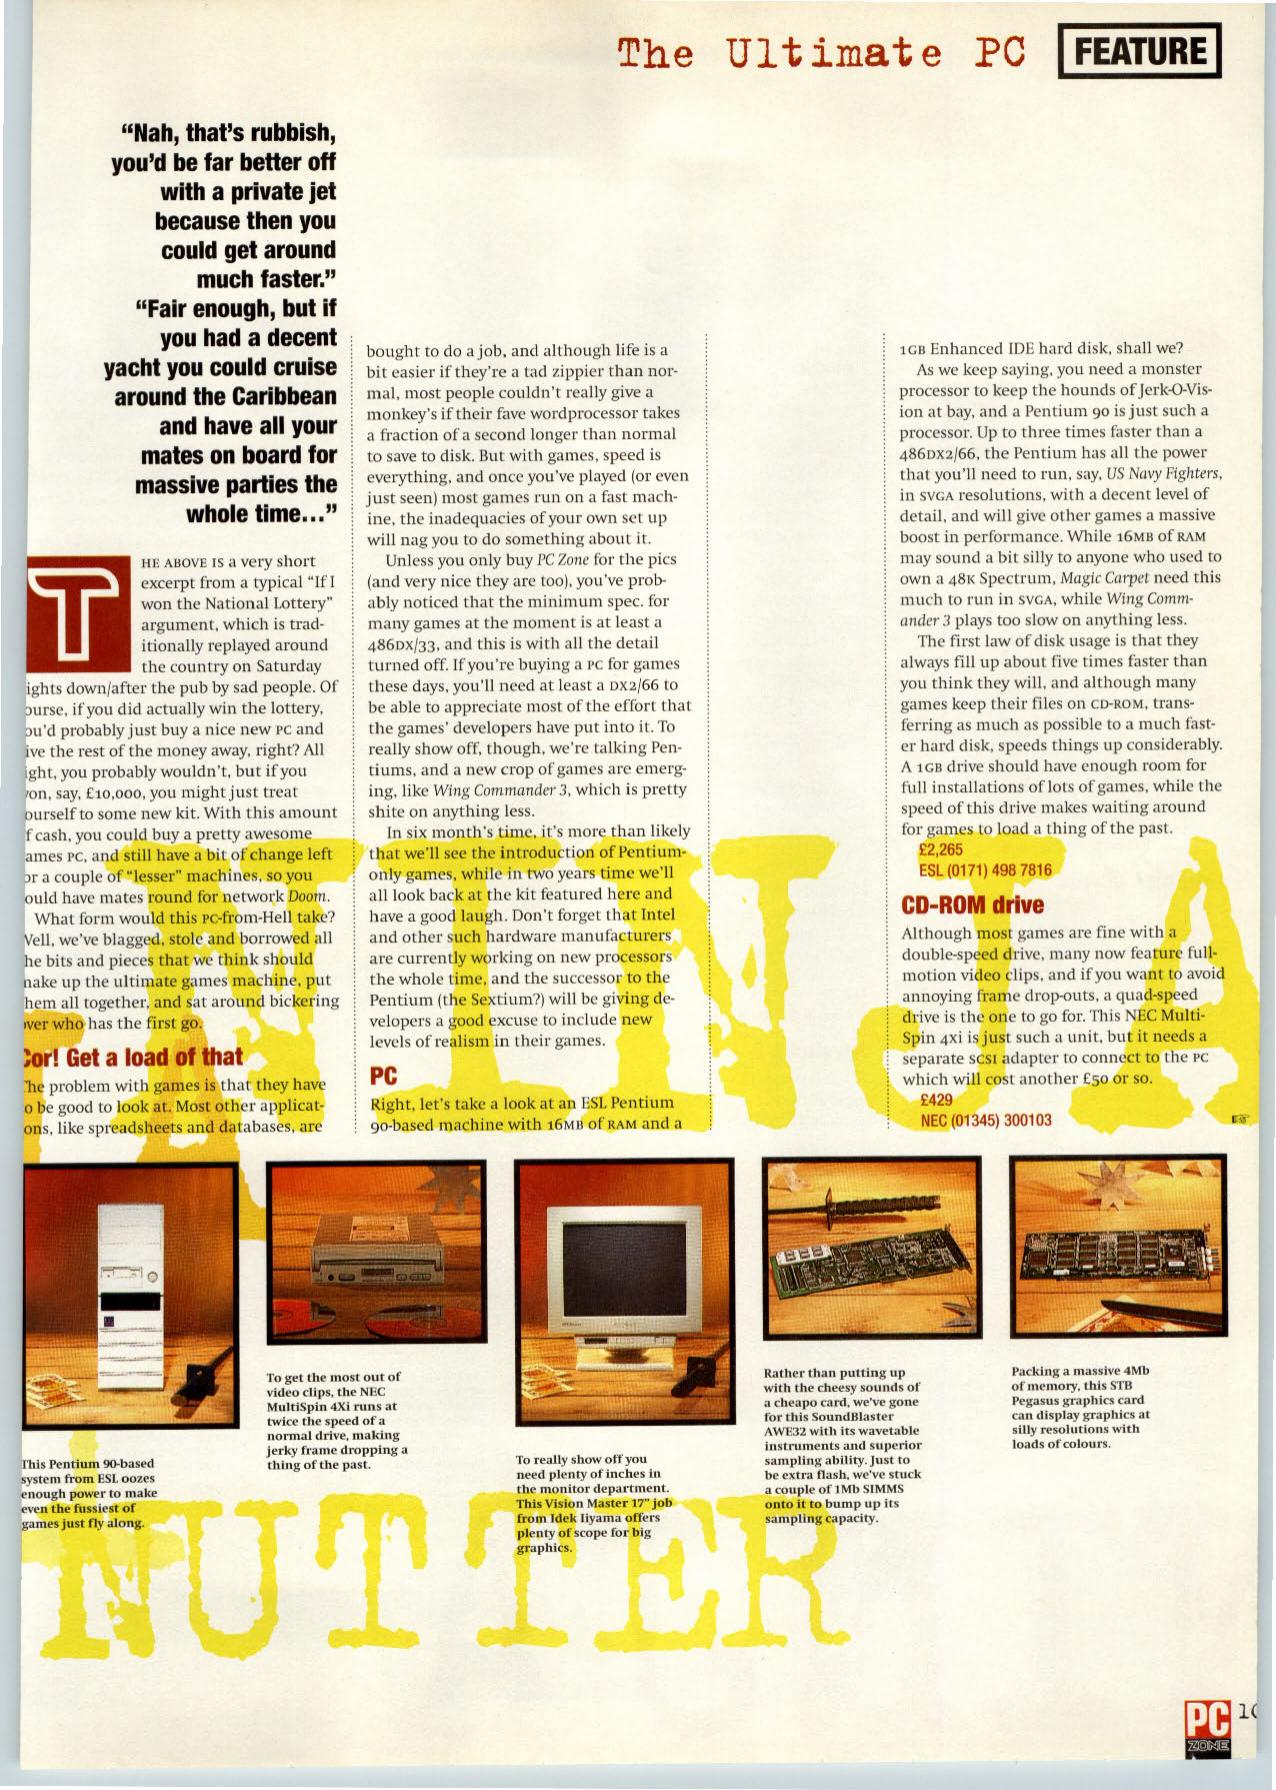 The Ultimate PC FEATURE
“Nah, that’s rubbish,
you’d be far better off
with a private jet
because then you
could get around
much faster.”
“Fair enough, but if
you had a decent
yacht you could cruise
around the Caribbean
and have all your
mates on board for
massive parties the
whole time...”
THE ABOVE IS a very short
excerpt from a typical “If I
won the National Lottery”
argument, which is trad-
itionally replayed around
the country on Saturday
ights down/after the pub by sad people. Of
ourse, if you did actually win the lottery,
ou’d probably just buy a nice new PC and
ive the rest of the money away, right? All
ight, you probably wouldn’t, but if you
on, say, £10,000, you might just treat
ourself to some new kit. With this amount
f cash, you could buy a pretty awesome
ames PC, and still have a bit of change left
or a couple of “lesser” machines, so you
ould have mates round for network Doom.
What form would this PC-from-Hell take?
Well, we’ve blagged, stole and borrowed all
he bits and pieces that we think should
make up the ultimate games machine, put
hem all together, and sat around bickering
over who has the first go.
Cor! Get a load of that
The problem with games is that they have
o be good to look at. Most other applicat-
ons, like spreadsheets and databases, are
bought to do a job, and although life is a
bit easier if they’re a tad zippier than nor-
mal, most people couldn’t really give a
monkey’s if their fave wordprocessor takes
a fraction of a second longer than normal
to save to disk. But with games, speed is
everything, and once you’ve played (or even
just seen) most games run on a fast mach-
ine, the inadequacies of your own set up
will nag you to do something about it.
Unless you only buy PC Zone for the pics
(and very nice they are too), you’ve prob-
ably noticed that the minimum spec. for
many games at the moment is at least a
486DX/33, and this is with all the detail
turned off. If you’re buying a PC for games
these days, you’ll need at least a DX2/66 to
be able to appreciate most of the effort that
the games’ developers have put into it. To
really show off, though, we’re talking Pen-
tiums, and a new crop of games are emerg-
ing, like Wing Commander 3, which is pretty
shite on anything less.
In six month’s time, it’s more than likely
that we’ll see the introduction of Pentium-
only games, while in two years time we’ll
all look back at the kit featured here and
have a good laugh. Don’t forget that Intel
and other such hardware manufacturers
are currently working on new processors
the whole time, and the successor to the
Pentium (the Sextium?) will be giving de-
velopers a good excuse to include new
levels of realism in their games.
PC
Right, let’s take a look at an ESL Pentium
90-based machine with 16MB of RAM and a
1GB Enhanced IDE hard disk, shall we?
As we keep saying, you need a monster
processor to keep the hounds of Jerk-O-Vis-
ion at bay, and a Pentium 90 is just such a
processor. Up to three times faster than a
486DX2/66, the Pentium has all the power
that you’ll need to run, say, US Navy Fighters,
in SVGA resolutions, with a decent level of
detail, and will give other games a massive
boost in performance. While 16MB of RAM
may sound a bit silly to anyone who used to
own a 48K Spectrum, Magic Carpet need this
much to run in SVGA, while Wing Comm-
ander 3 plays too slow on anything less.
The first law of disk usage is that they
always fill up about five times faster than
you think they will, and although many
games keep their files on CD-ROM, trans-
ferring as much as possible to a much fast-
er hard disk, speeds things up considerably.
A 1GB drive should have enough room for
full installations of lots of games, while the
speed of this drive makes waiting around
for games to load a thing of the past.
£2,265
ESL (0171) 498 7816
CD-ROM drive
Although most games are fine with a
double-speed drive, many now feature full-
motion video clips, and if you want to avoid
annoying frame drop-outs, a quad-speed
drive is the one to go for. This NEC Multi-
Spin 4xi is just such a unit, but it needs a
separate SCSI adapter to connect to the PC
which will cost another £50 or so.
£429
NEC (01345) 300103
NINJA
This Pentium 90-based
system from ESL oozes
enough power to make
even the fussiest of
games just fly along.
To get the most out of
video clips, the NEC
MultiSpin 4Xi runs at
twice the speed of a
normal drive, making
jerky frame dropping a
thing of the past.
To really show off you
need plenty of inches in
the monitor department.
This Vision Master 17” job
from Idek Iiyama offers
plenty of scope for big
graphics.
Rather than putting up
with the cheesy sounds of
a cheapo card, we’ve gone
for this SoundBlaster
AWE32 with its wavetable
instruments and superior
sampling ability. Just to
be extra flash, we’ve stuck
a couple of 1Mb SIMMS
onto it to bump up its
sampling capacity.
Packing a massive 4Mb
of memory, this STB
Pegasus graphics card
can display graphics at
silly resolutions with
loads of colours.
NUTTER
PC
ZONE
10